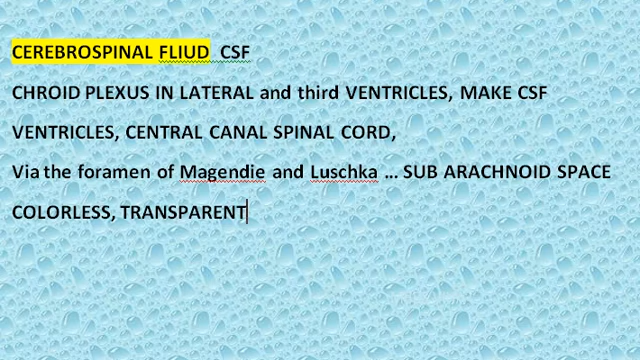 CEREBROSPINAL FLIUD CSF
CHROID PLEXUS IN LATERAL and third VENTRICLES, MAKE CSF
VENTRICLES, CENTRAL CANAL SPINAL CORD,
Via the foramen of Magendie and Luschka ... SUB ARACHNOID SPACE
COLORLESS, TRANSPARENT